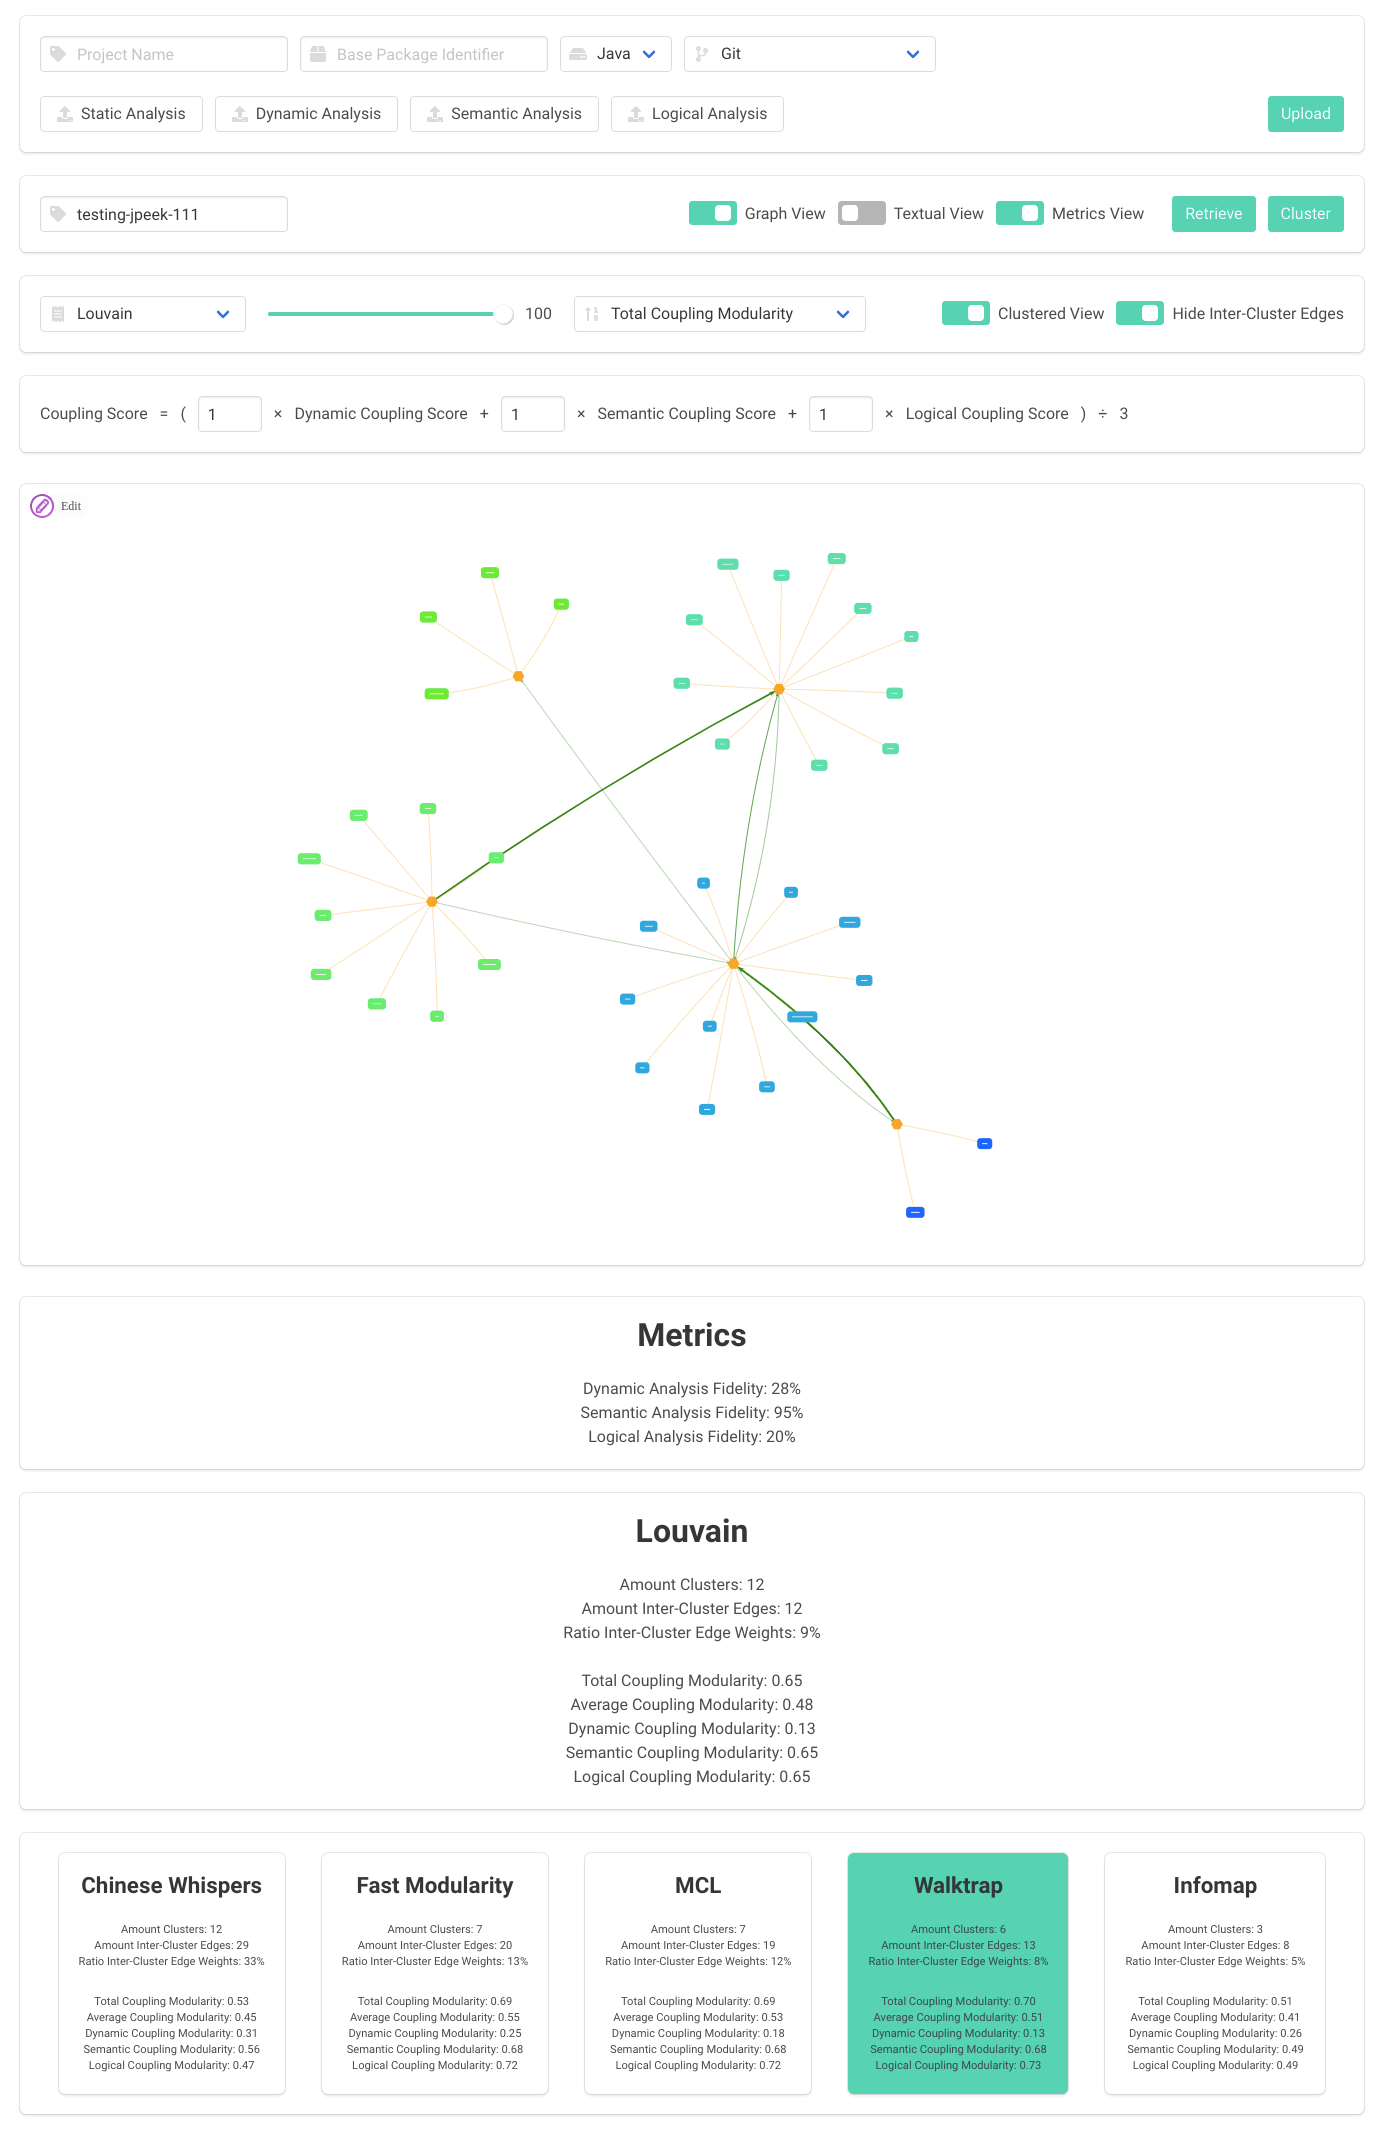 Project Name Base Package Identifier Java Git
Static Analysis Dynamic Analysis Semantic Analysis Logical Analysis Upload
testing-jpeek-111 Graph View Textual View Metrics View Retrieve Cluster
Louvain 100 Total Coupling Modularity Clustered View Hide Inter-Cluster Edges
Coupling Score = ( 1 × Dynamic Coupling Score + 1 × Semantic Coupling Score + 1 × Logical Coupling Score ) ÷ 3
Edit
Metrics
Dynamic Analysis Fidelity: 28%
Semantic Analysis Fidelity: 95%
Logical Analysis Fidelity: 20%
Louvain
Amount Clusters: 12
Amount Inter-Cluster Edges: 12
Ratio Inter-Cluster Edge Weights: 9%
Total Coupling Modularity: 0.65
Average Coupling Modularity: 0.48
Dynamic Coupling Modularity: 0.13
Semantic Coupling Modularity: 0.65
Logical Coupling Modularity: 0.65
Chinese Whispers
Amount Clusters: 12
Amount Inter-Cluster Edges: 29
Ratio Inter-Cluster Edge Weights: 33%
Total Coupling Modularity: 0.53
Average Coupling Modularity: 0.45
Dynamic Coupling Modularity: 0.31
Semantic Coupling Modularity: 0.56
Logical Coupling Modularity: 0.47
Fast Modularity
Amount Clusters: 7
Amount Inter-Cluster Edges: 20
Ratio Inter-Cluster Edge Weights: 13%
Total Coupling Modularity: 0.69
Average Coupling Modularity: 0.55
Dynamic Coupling Modularity: 0.25
Semantic Coupling Modularity: 0.68
Logical Coupling Modularity: 0.72
MCL
Amount Clusters: 7
Amount Inter-Cluster Edges: 19
Ratio Inter-Cluster Edge Weights: 12%
Total Coupling Modularity: 0.69
Average Coupling Modularity: 0.53
Dynamic Coupling Modularity: 0.18
Semantic Coupling Modularity: 0.68
Logical Coupling Modularity: 0.72
Walktrap
Amount Clusters: 6
Amount Inter-Cluster Edges: 13
Ratio Inter-Cluster Edge Weights: 8%
Total Coupling Modularity: 0.70
Average Coupling Modularity: 0.51
Dynamic Coupling Modularity: 0.13
Semantic Coupling Modularity: 0.68
Logical Coupling Modularity: 0.73
Infomap
Amount Clusters: 3
Amount Inter-Cluster Edges: 8
Ratio Inter-Cluster Edge Weights: 5%
Total Coupling Modularity: 0.51
Average Coupling Modularity: 0.41
Dynamic Coupling Modularity: 0.26
Semantic Coupling Modularity: 0.49
Logical Coupling Modularity: 0.49